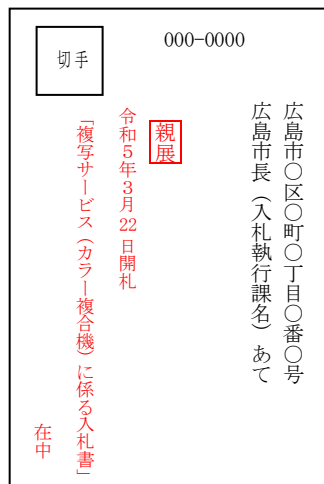 切手
000-0000
広島市〇区〇町〇丁目〇番〇号
広島市長（入札執行課名）あて
親展
令和５年３月22日開札
「複写サービス（カラー複合機）に係る入札書」
在中